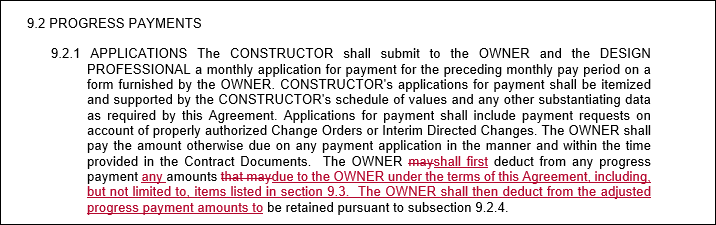 9.2 PROGRESS PAYMENTS
9.2.1 APPLICATIONS The CONSTRUCTOR shall submit to the OWNER and the DESIGN
PROFESSIONAL a monthly application for payment for the preceding monthly pay period on a
form furnished by the OWNER. CONSTRUCTOR's applications for payment shall be itemized
and supported by the CONSTRUCTOR's schedule of values and any other substantiating data
as required by this Agreement. Applications for payment shall include payment requests on
account of properly authorized Change Orders or Interim Directed Changes. The OWNER shall
pay the amount otherwise due on any payment application in the manner and within the time
provided in the Contract Documents. The OWNER mayshall first deduct from any progress
payment any amounts that maydue to the OWNER under the terms of this Agreement, including,
but not limited to, items listed in section 9.3. The OWNER shall then deduct from the adjusted
progress payment amounts to be retained pursuant to subsection 9.2.4.